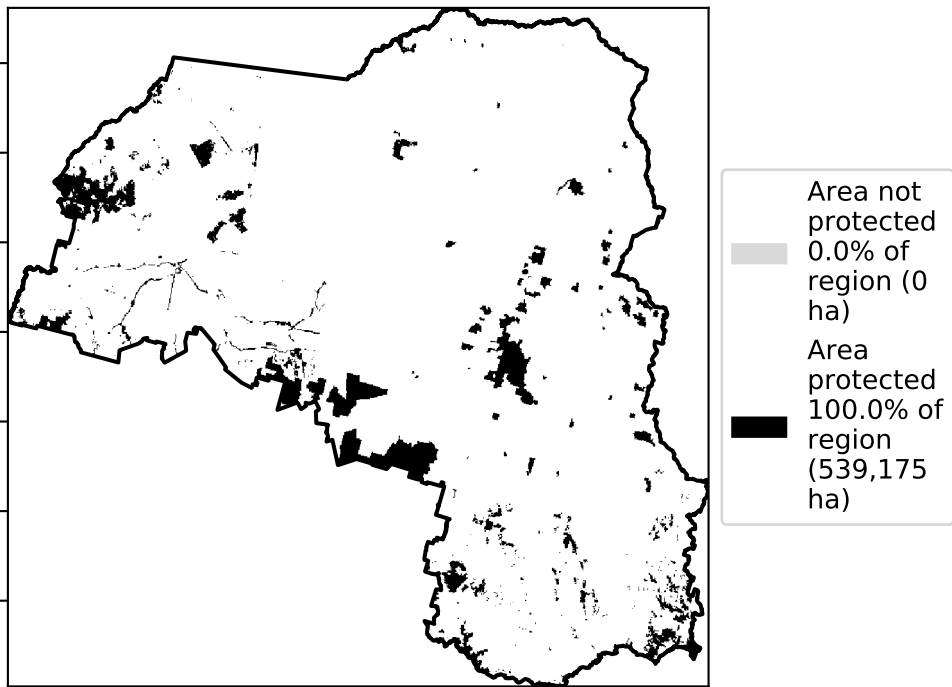 Area not
protected
0.0% of
region (0
ha)
Area
protected
100.0% of
region
(539,175
ha)